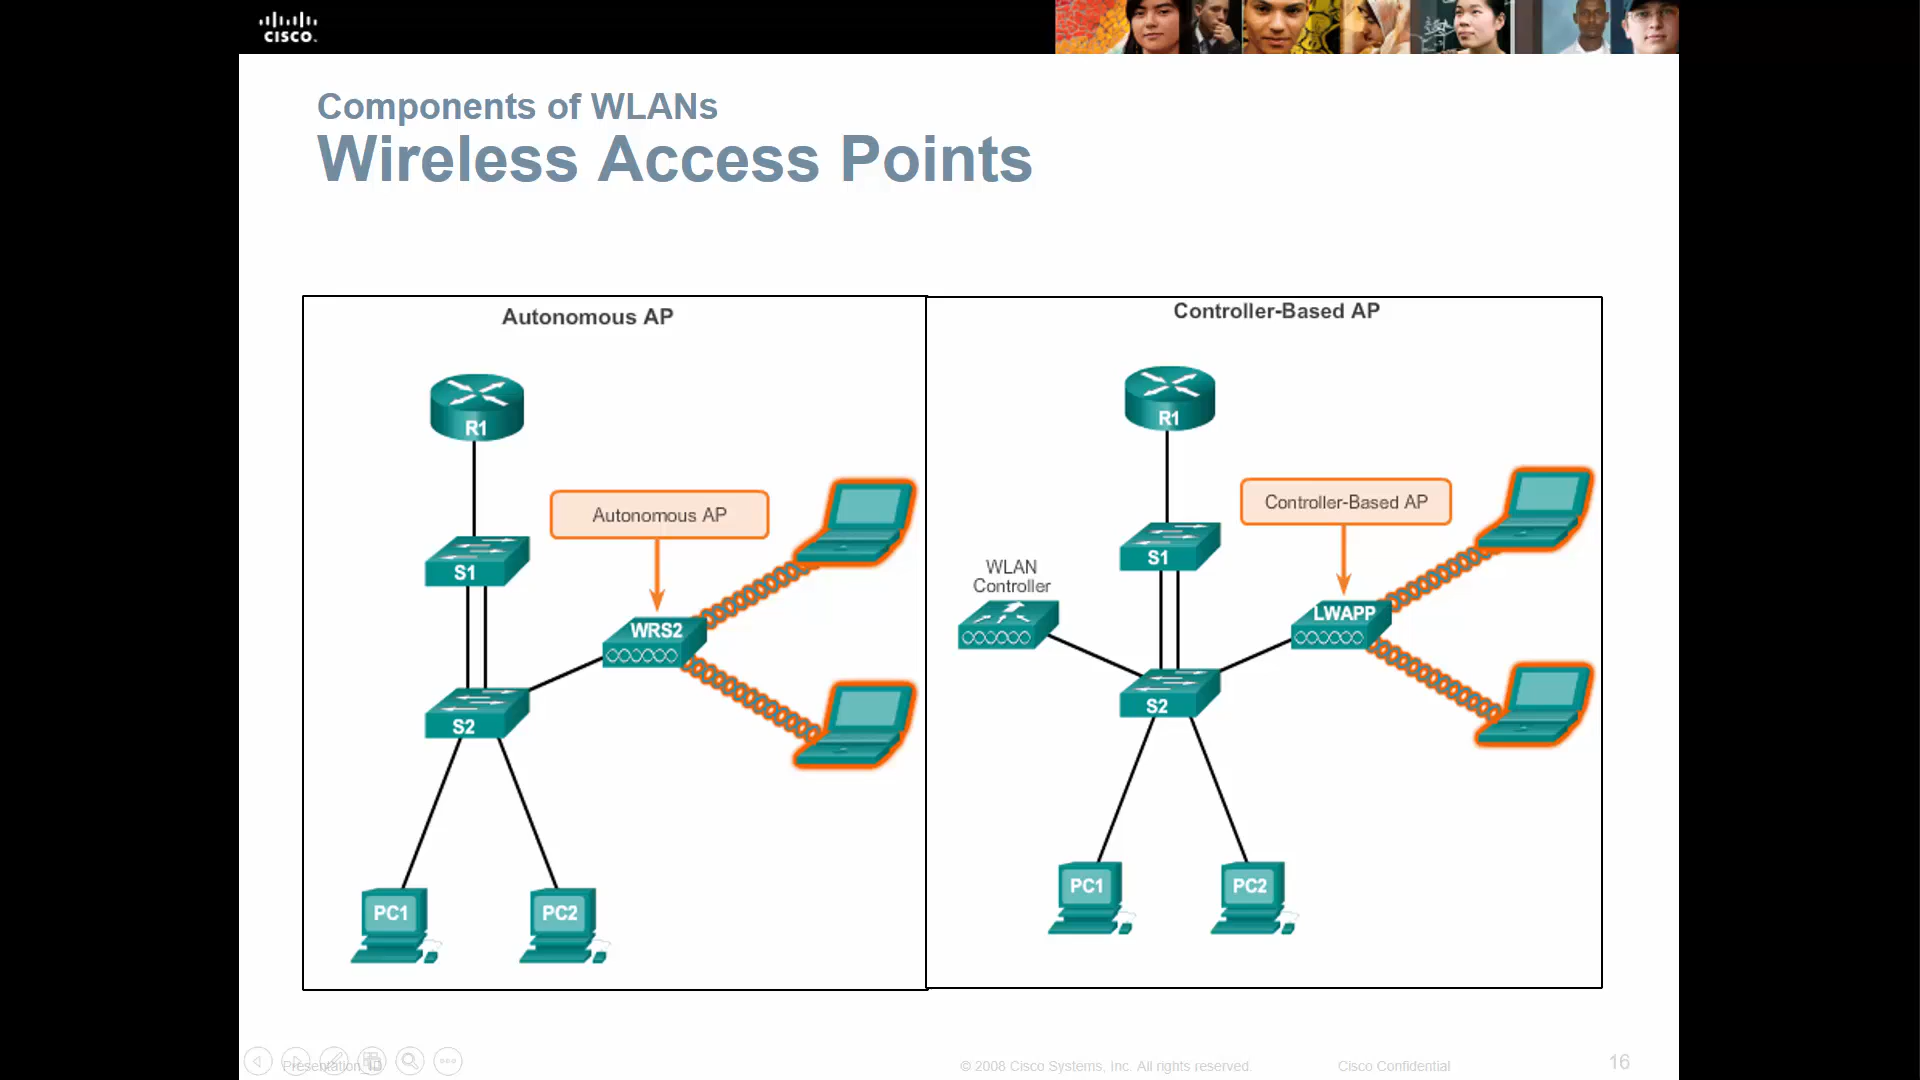 CISCO.
Components of WLANs
Wireless Access Points
Autonomous AP
R1
Autonomous AP
S1
WRS2
S2
PC1
PC2
Controller-Based AP
R1
Controller-Based AP
S1
WLAN
Controller
LWAPP
S2
PC1
PC2
Presentation_ID
© 2008 Cisco Systems, Inc. All rights reserved.
Cisco Confidential
16